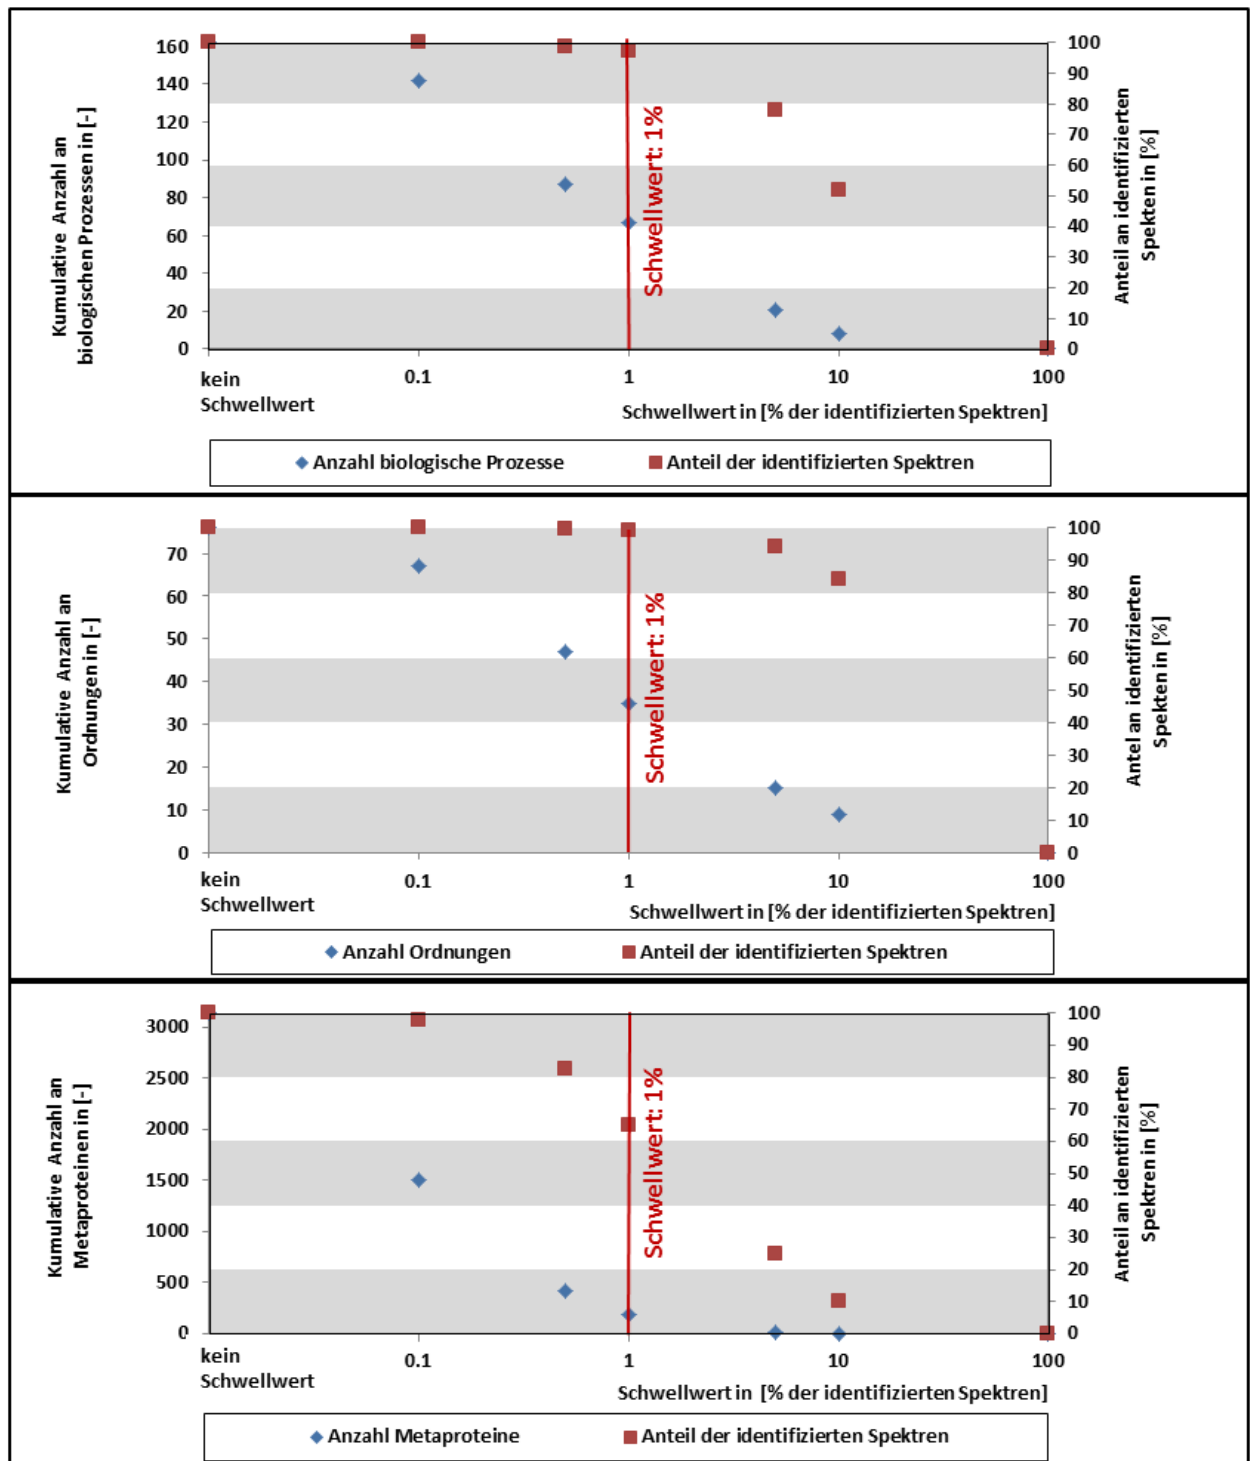 Kumulative Anzahl an
biologischen Prozessen in [-]
160
140
120
100
80
60
40
20
0
Schwellwert: 1%
100
90
80
70
60
50
40
30
20
10
0
Anteil an identifizierten
Spekten in [%]
kein
Schwellwert
0.1
1
10
100
Schwellwert in [% der identifizierten Spektren]
Anzahl biologische Prozesse
Anteil der identifizierten Spektren
Kumulative Anzahl an
Ordnungen in [-]
70
60
50
40
30
20
10
0
Schwellwert: 1%
100
90
80
70
60
50
40
30
20
10
0
Antel an identifizierten
Spekten in [%]
kein
Schwellwert
0.1
1
10
100
Schwellwert in [% der identifizierten Spektren]
Anzahl Ordnungen
Anteil der identifizierten Spektren
Kumulative Anzahl an
Metaproteinen in [-]
3000
2500
2000
1500
1000
500
0
Schwellwert: 1%
100
90
80
70
60
50
40
30
20
10
0
Anteil an identifizierten
Spektren in [%]
kein
Schwellwert
0.1
1
10
100
Schwellwert in [% der identifizierten Spektren]
Anzahl Metaproteine
Anteil der identifizierten Spektren